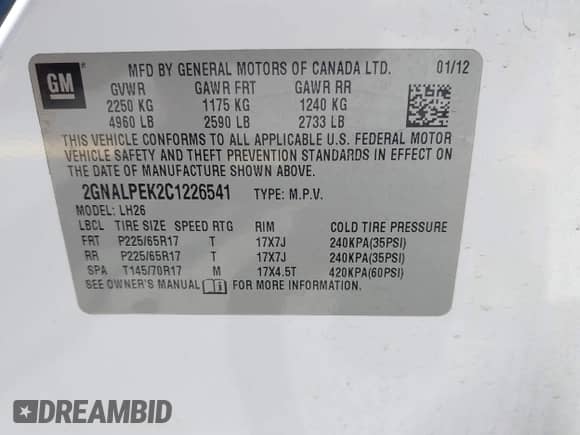 GM ® MFD BY GENERAL MOTORS OF CANADA LTD. 01/12
GVWR GAWR FRT GAWR RR
2250 KG 1175 KG 1240 KG
4960 LB 2590 LB 2733 LB
THIS VEHICLE CONFORMS TO ALL APPLICABLE U.S. FEDERAL MOTOR
VEHICLE SAFETY AND THEFT PREVENTION STANDARDS IN EFFECT ON
THE DATE OF MANUFACTURE SHOWN ABOVE.
2GNALPEK2C1226541 TYPE: M.P.V.
MODEL: LH26
LBCL TIRE SIZE SPEED RTG RIM COLD TIRE PRESSURE
FRT P225/65R17 T 17X7J 240KPA(35PSI)
RR P225/65R17 T 17X7J 240KPA(35PSI)
SPA T145/70R17 M 17X4.5T 420KPA(60PSI)
SEE OWNER'S MANUAL FOR MORE INFORMATION.
DREAMBID